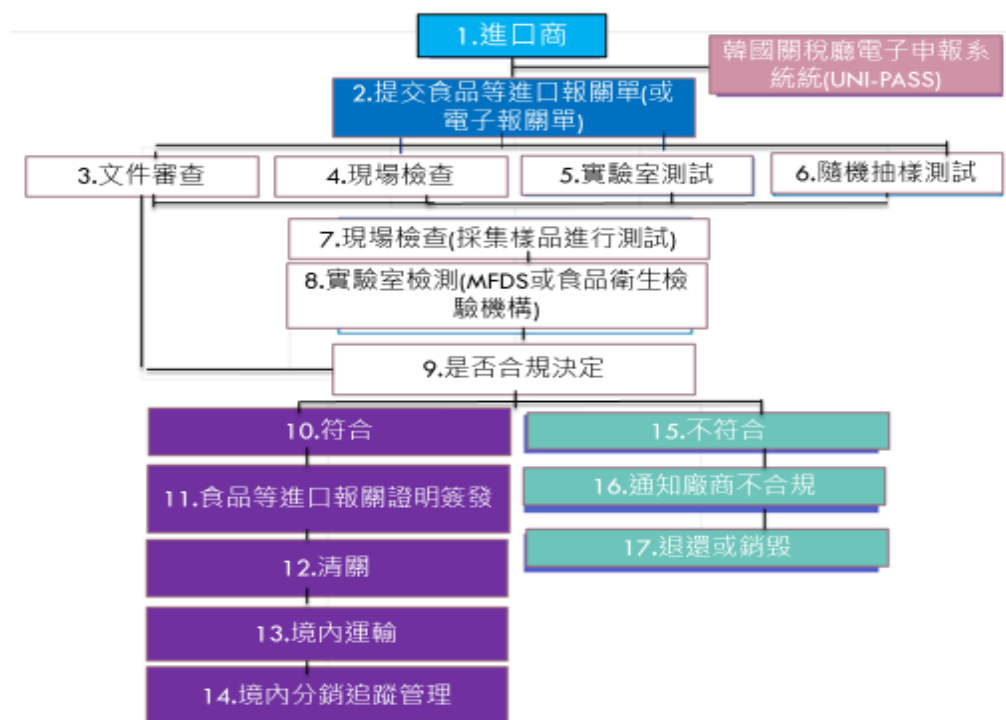 1.進口商
韓國關稅廳電子申報系
統統(UNI-PASS)
2.提交食品等進口報關單(或
電子報關單)
3.文件審查
4.現場檢查
5.實驗室測試
6.隨機抽樣測試
7.現場檢查(採集樣品進行測試)
8.實驗室檢測(MFDS或食品衛生檢
驗機構)
9.是否合規決定
10.符合
15.不符合
11.食品等進口報關證明簽發
16.通知廠商不合規
12.清關
17.退還或銷毀
13.境內運輸
14.境內分銷追蹤管理